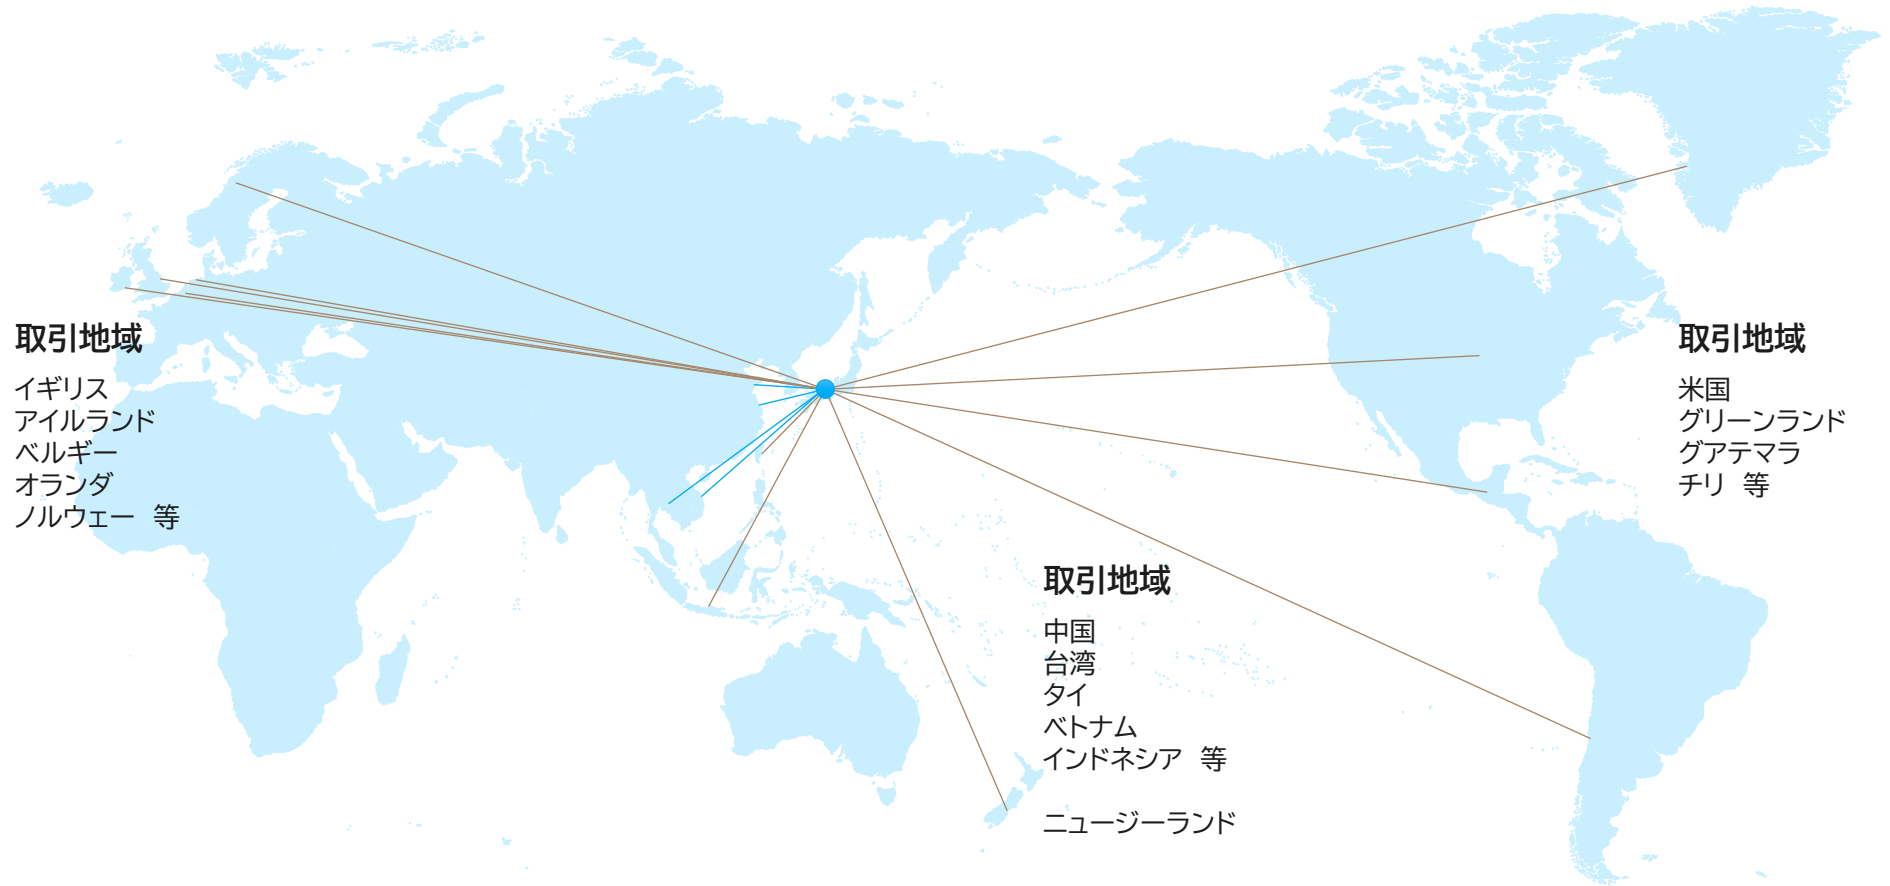 取引地域
イギリス
アイルランド
ベルギー
オランダ
ノルウェー 等
取引地域
中国
台湾
タイ
ベトナム
インドネシア 等
ニュージーランド
取引地域
米国
グリーンランド
グアテマラ
チリ 等